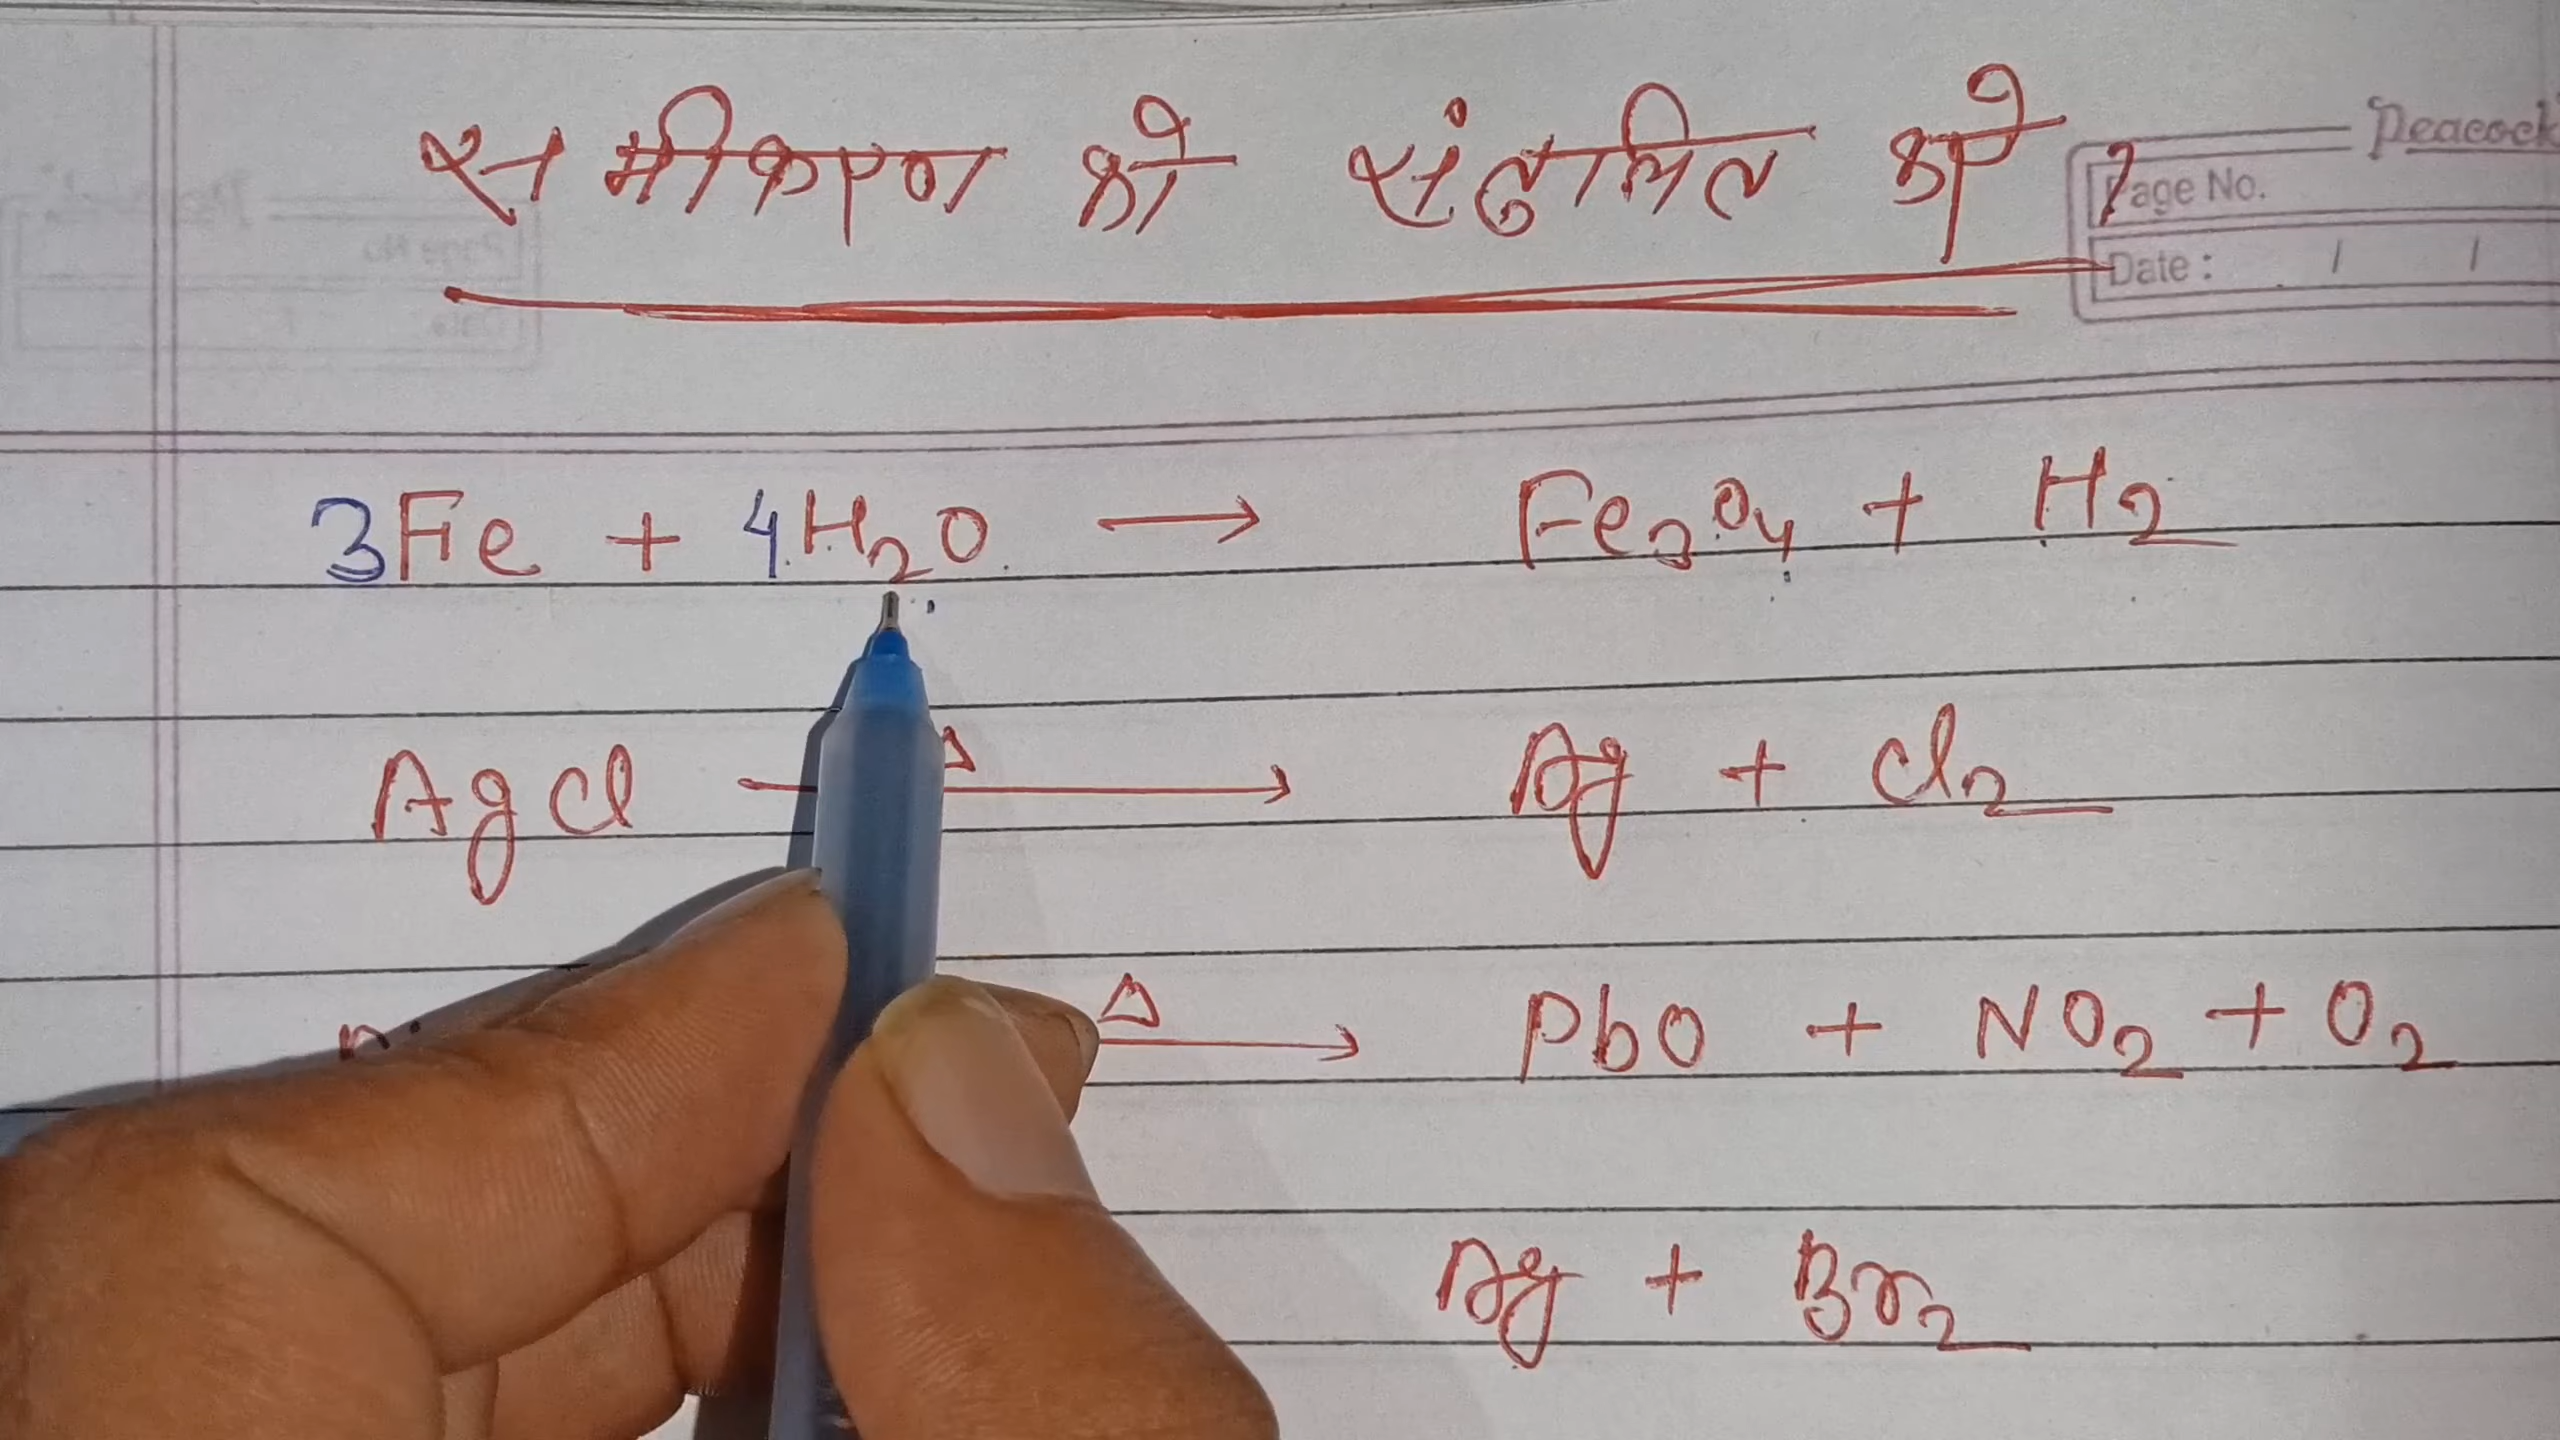 समीकरण को संतुलित करे ?
Peacock
Page No.
Date : / /
3Fe + 4H₂O → Fe₃O₄ + H₂
AgCl Δ→ Ag + Cl₂
Δ→ PbO + NO₂ + O₂
Ag + Br₂